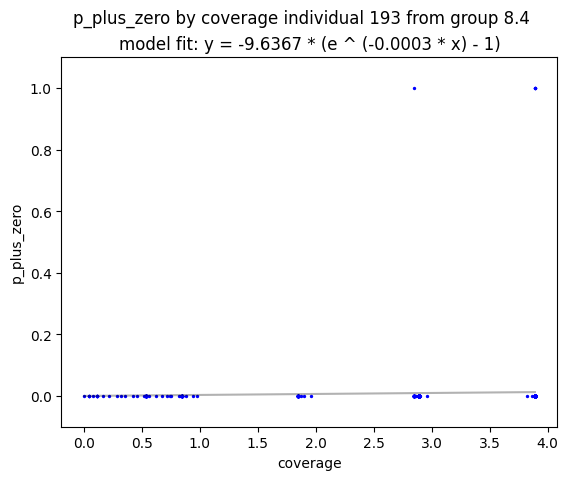 p_plus_zero by coverage individual 193 from group 8.4
model fit: y = -9.6367 * (e ^ (-0.0003 * x) - 1)
1.0
0.8
0.6
0.4
0.2
0.0
p_plus_zero
0.0 0.5 1.0 1.5 2.0 2.5 3.0 3.5 4.0
coverage